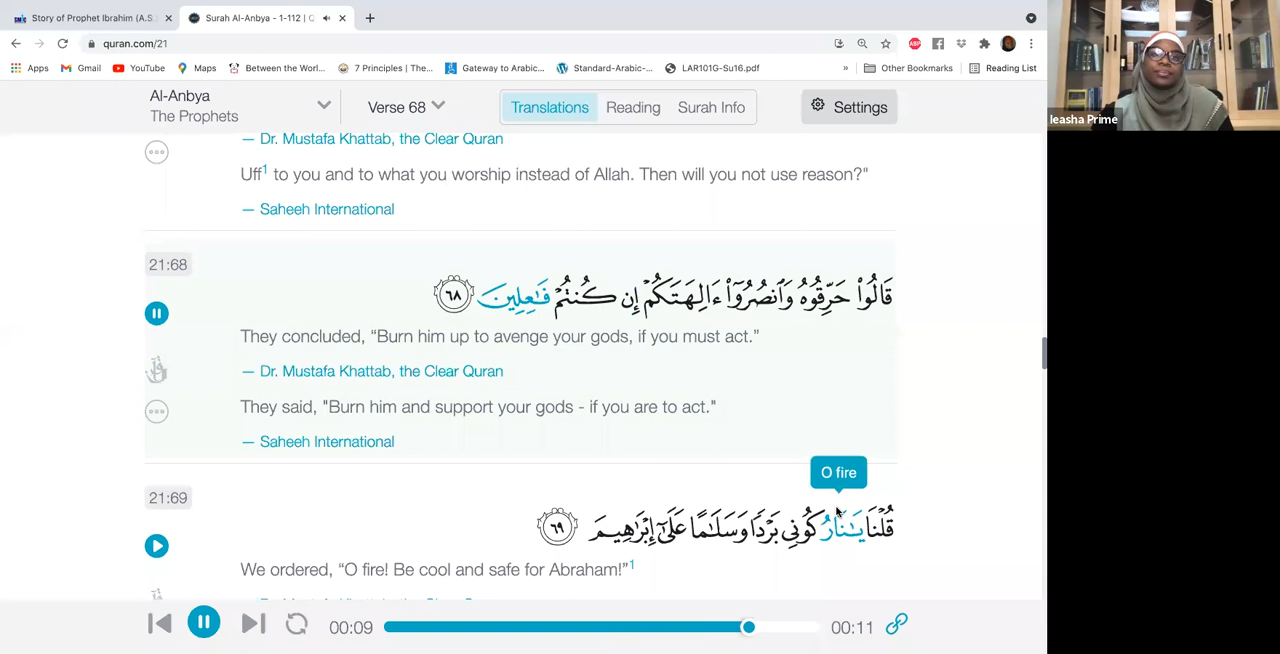 Story of Prophet Ibrahim (A.S.
Surah Al-Anbya - 1-112 | Q
quran.com/21
Apps
Gmail
YouTube
Maps
Between the Worl...
7 Principles | The...
Gateway to Arabic...
Standard-Arabic-...
LAR101G-Su16.pdf
»
Other Bookmarks
Reading List
ABP
Al-Anbya
The Prophets
Verse 68
Translations
Reading
Surah Info
Settings
Ieasha Prime
— Dr. Mustafa Khattab, the Clear Quran
Uff1 to you and to what you worship instead of Allah. Then will you not use reason?"
— Saheeh International
21:68
قَالُوا۟ حَرِّقُوهُ وَٱنصُرُوٓا۟ ءَالِهَتَكُمْ إِن كُنتُمْ فَـٰعِلِينَ ٦٨
They concluded, “Burn him up to avenge your gods, if you must act.”
— Dr. Mustafa Khattab, the Clear Quran
They said, "Burn him and support your gods - if you are to act."
— Saheeh International
O fire
21:69
قُلْنَا يَـٰنَارُ كُونِى بَرْدًا وَسَلَـٰمًا عَلَىٰٓ إِبْرَٰهِيمَ ٦٩
We ordered, “O fire! Be cool and safe for Abraham!”1
00:09
00:11